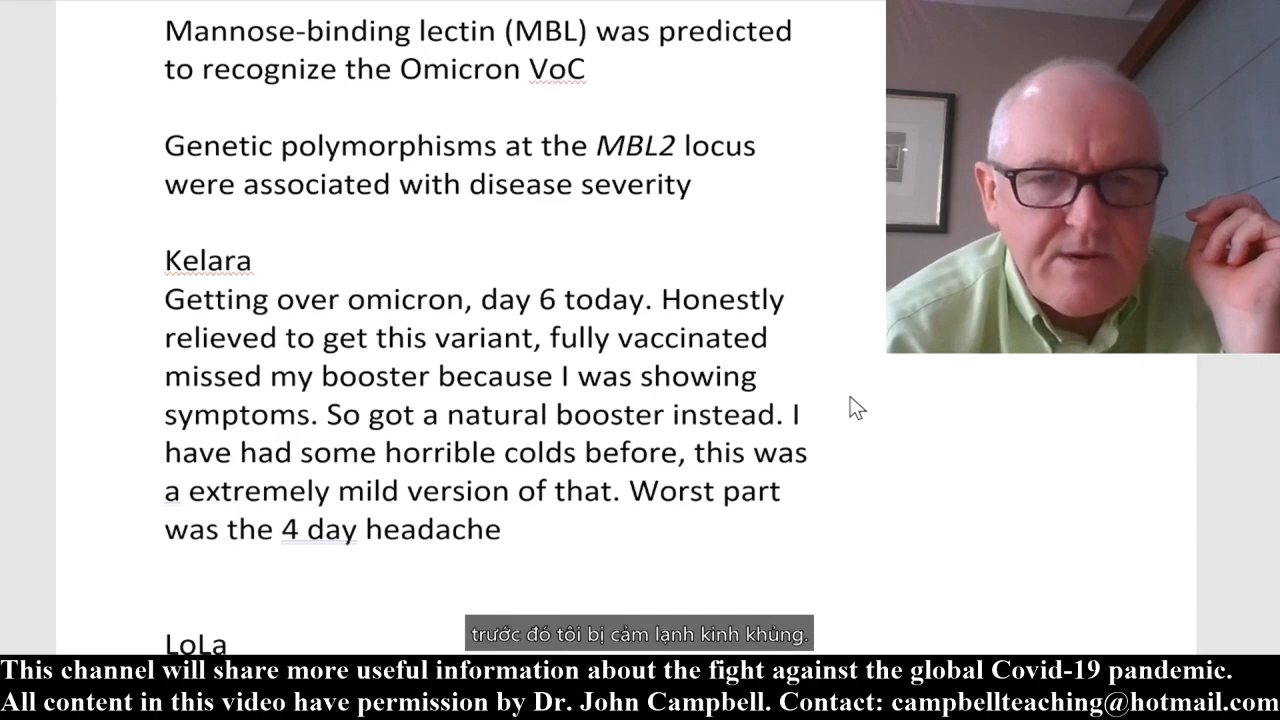 Mannose-binding lectin (MBL) was predicted
to recognize the Omicron VoC
Genetic polymorphisms at the MBL2 locus
were associated with disease severity
Kelara
Getting over omicron, day 6 today. Honestly
relieved to get this variant, fully vaccinated
missed my booster because I was showing
symptoms. So got a natural booster instead. I
have had some horrible colds before, this was
a extremely mild version of that. Worst part
was the 4 day headache
LoLa
trước đó tôi bị cảm lạnh kinh khủng.
This channel will share more useful information about the fight against the global Covid-19 pandemic.
All content in this video have permission by Dr. John Campbell. Contact: campbellteaching@hotmail.com